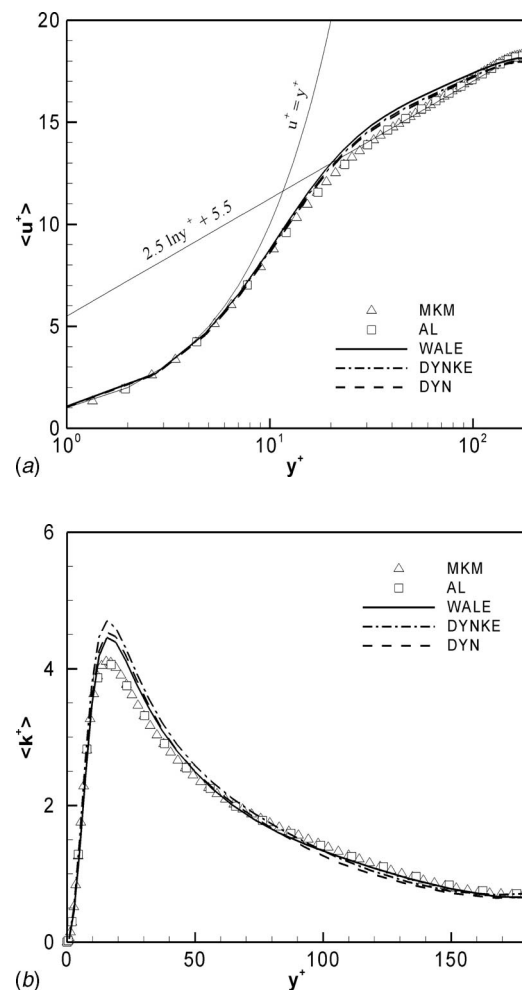 20
15
10
5
0
<u⁺>
u⁺ = y⁺
2.5 lny⁺ + 5.5
MKM
AL
WALE
DYNKE
DYN
10⁰ 10¹ 10²
y⁺
(a)
6
4
2
0
<k⁺>
MKM
AL
WALE
DYNKE
DYN
0 50 100 150
y⁺
(b)